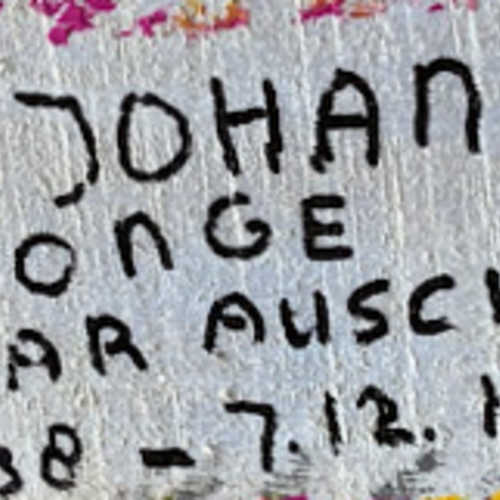 JOHAN
ONGE
AR AUSC
38 - 7.12.